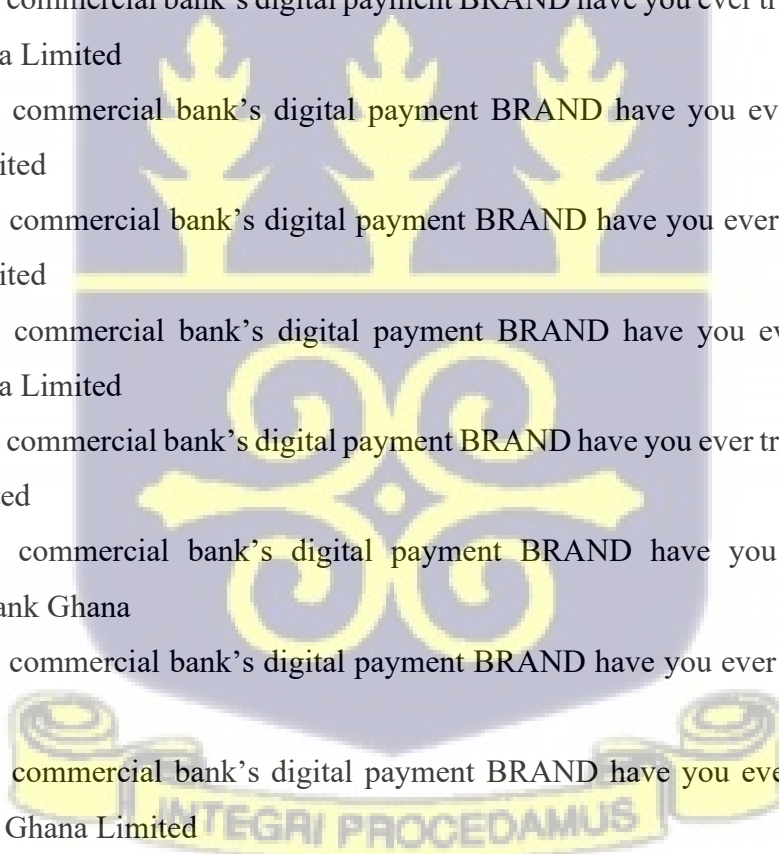 commercial bank’s digital payment BRAND have you ever tr
a Limited
commercial bank’s digital payment BRAND have you ev
ited
commercial bank’s digital payment BRAND have you ever
ited
commercial bank’s digital payment BRAND have you ev
a Limited
commercial bank’s digital payment BRAND have you ever tr
ed
commercial bank’s digital payment BRAND have you
ank Ghana
commercial bank’s digital payment BRAND have you ever
commercial bank’s digital payment BRAND have you eve
Ghana Limited
INTEGRI PROCEDAMUS